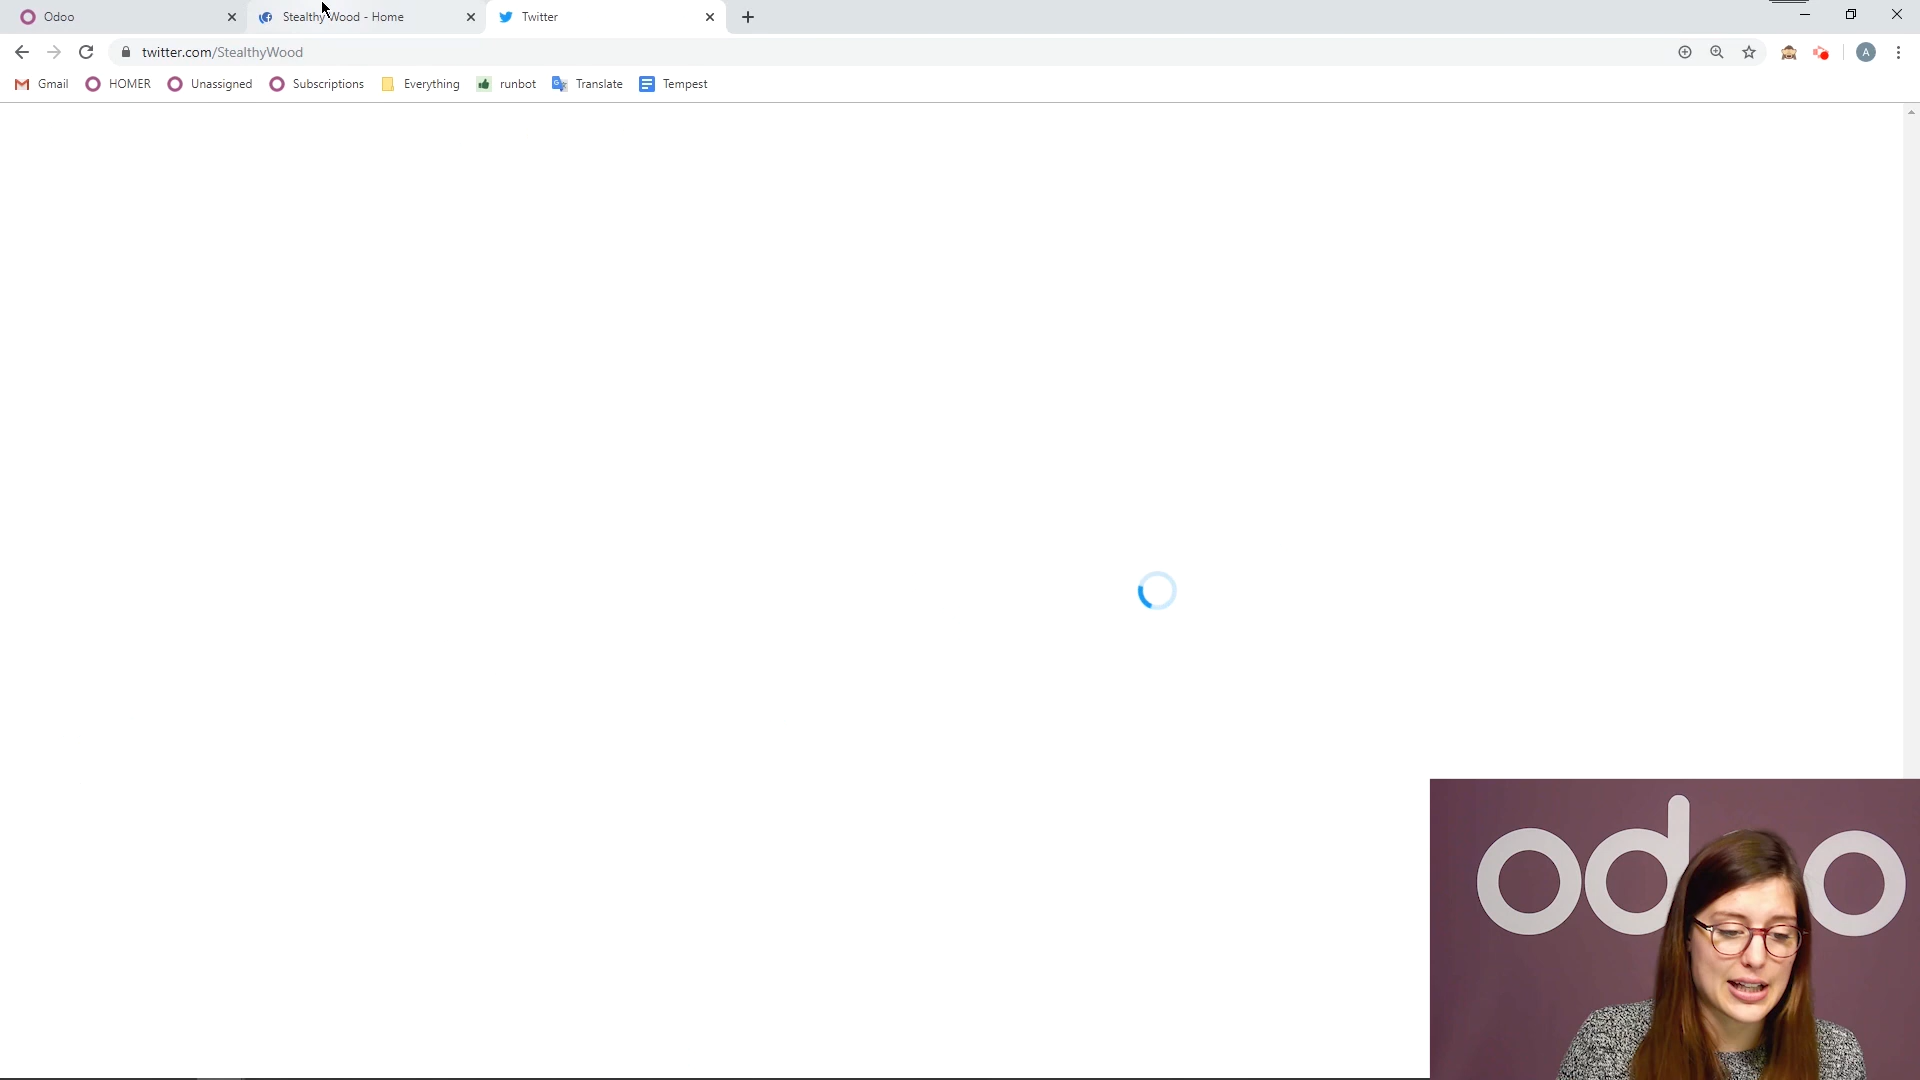 Odoo
Stealthy Wood - Home
Twitter
twitter.com/StealthyWood
A
Gmail
HOMER
Unassigned
Subscriptions
Everything
runbot
Translate
Tempest
odoo